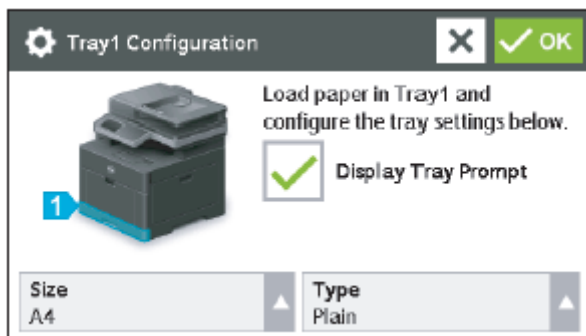 Tray1 Configuration
OK
Load paper in Tray1 and
configure the tray settings below.
Display Tray Prompt
1
Size
A4
Type
Plain